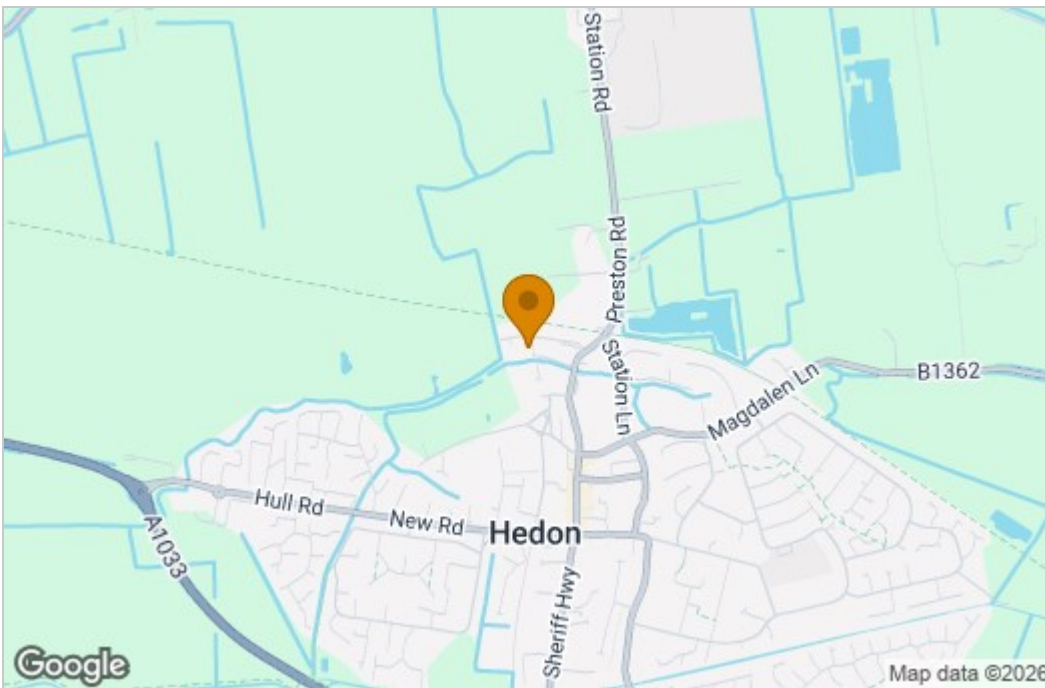 Station Rd
Preston Rd
Station Ln
B1362
Magdalen Ln
Hull Rd
New Rd
Hedon
A1033
Sheriff Hwy
Google
Map data ©2026